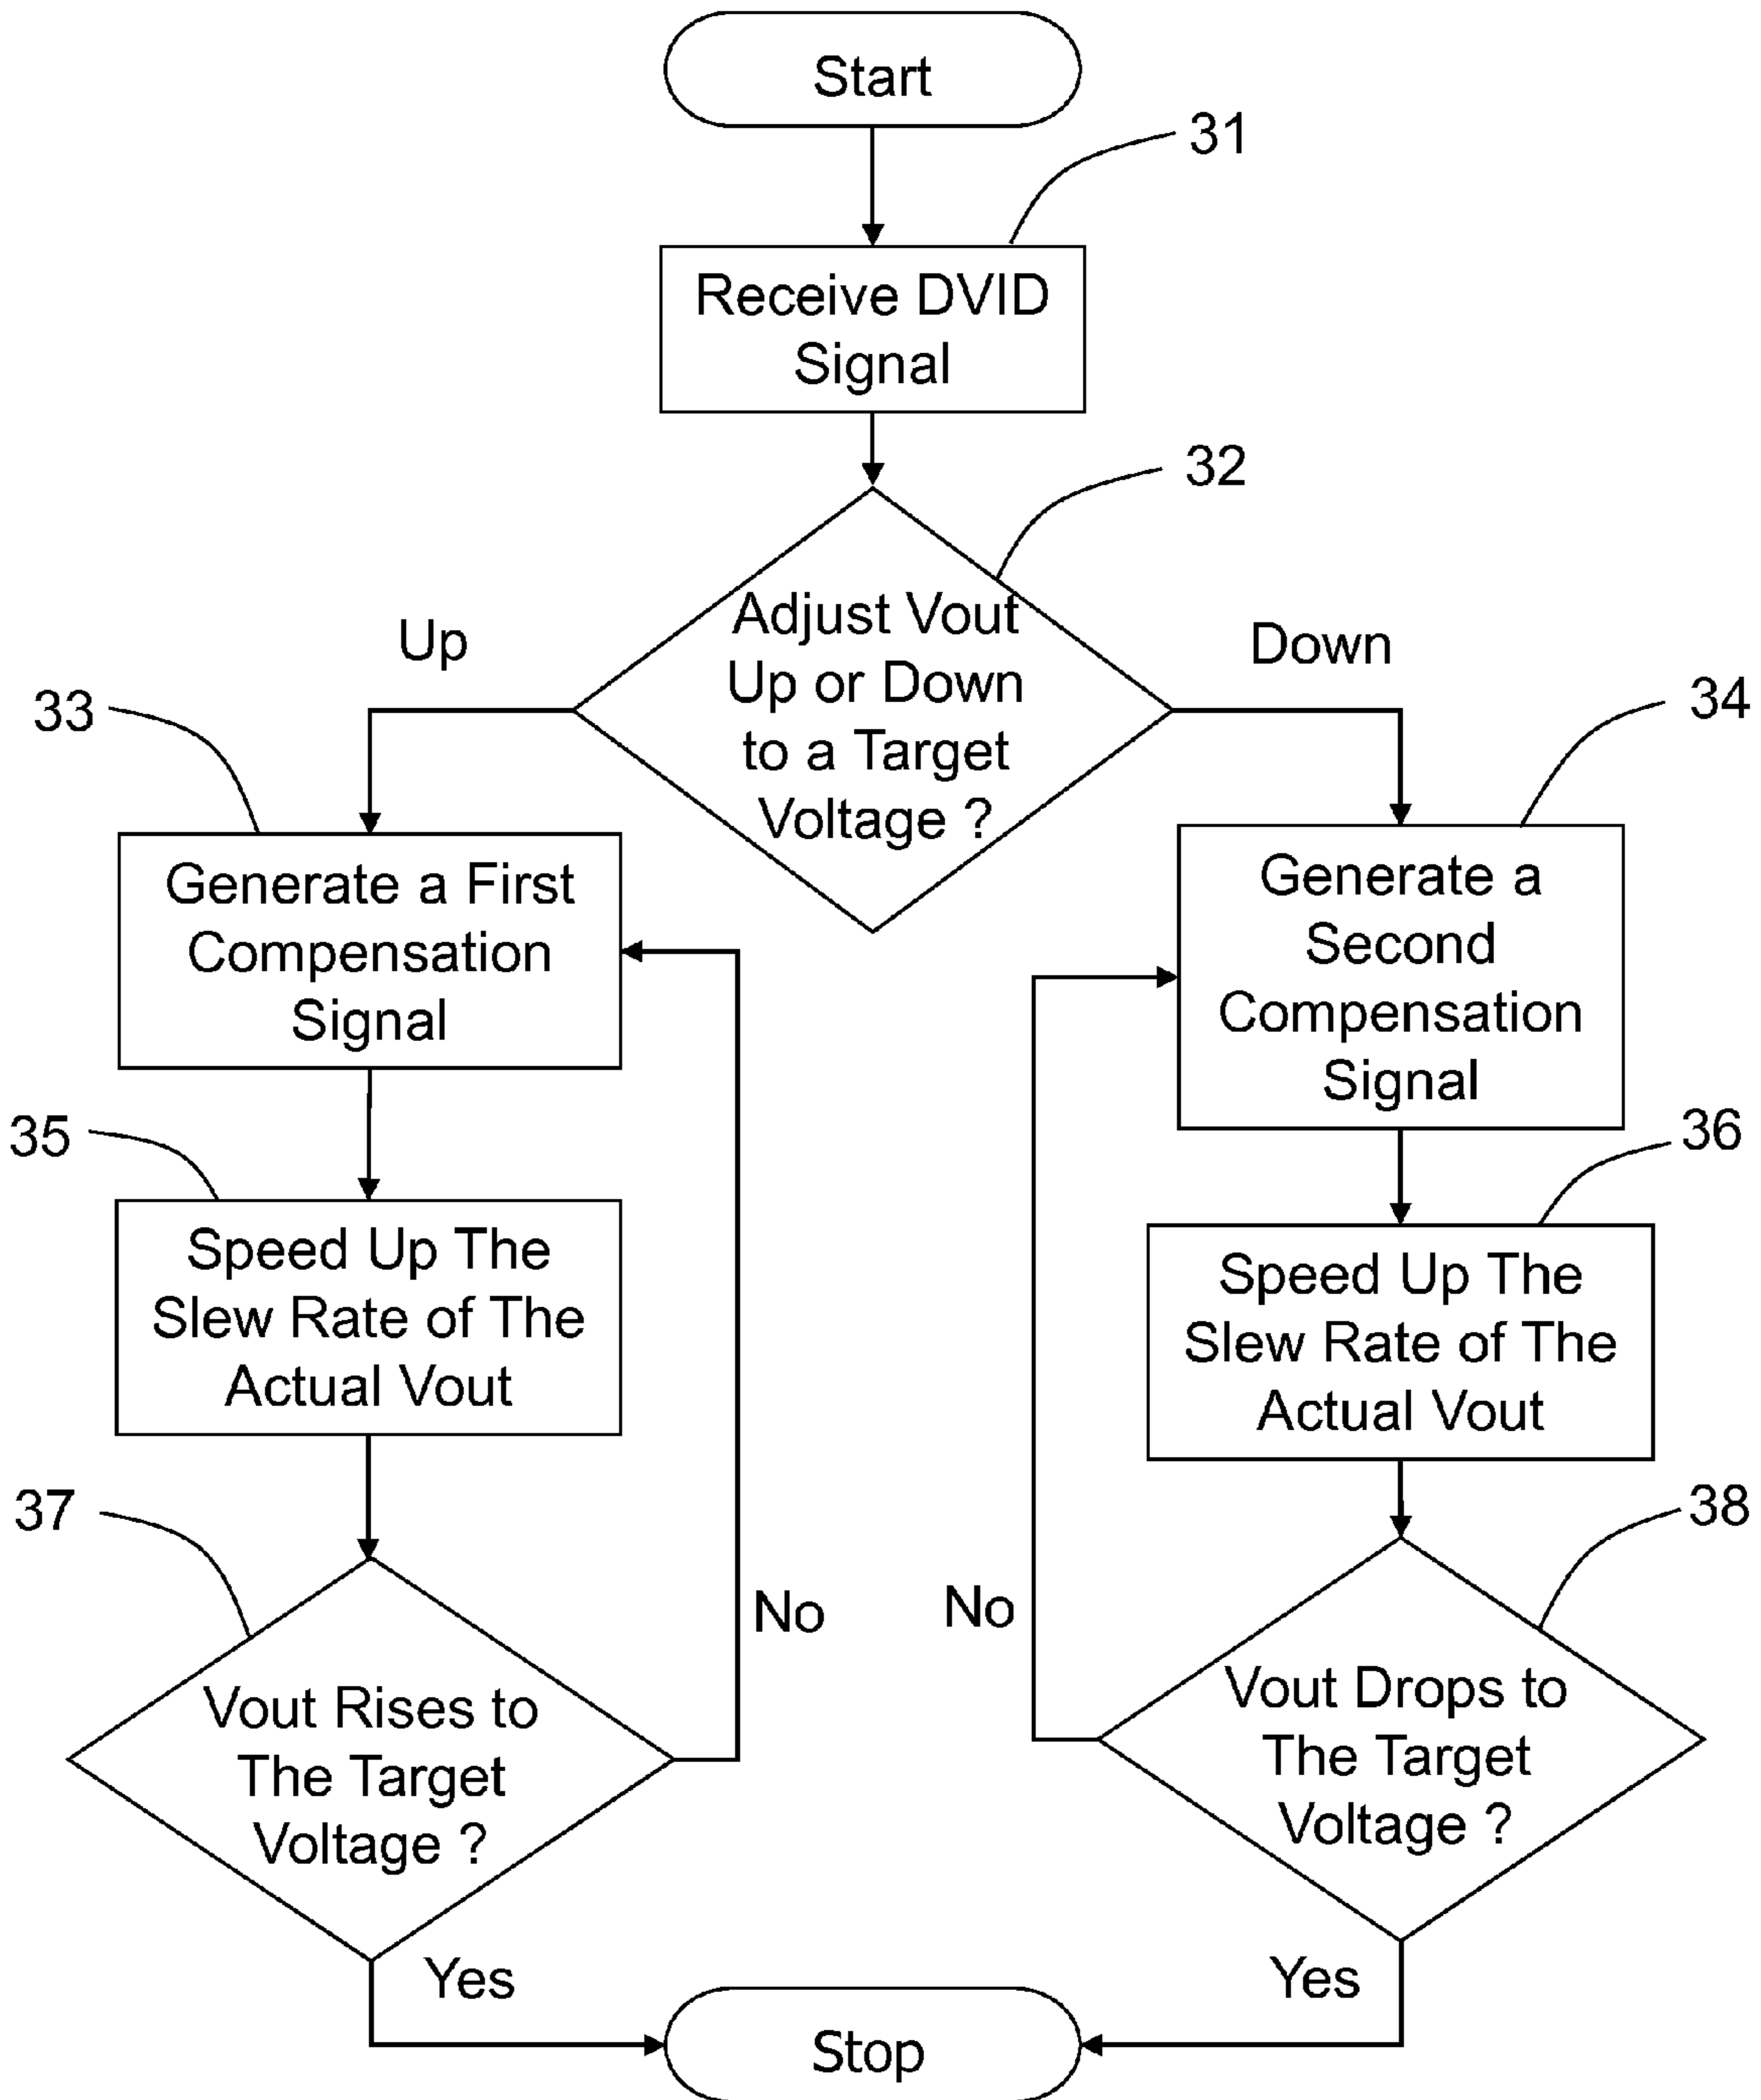 Start
31
Receive DVID
Signal
32
Adjust Vout
Up or Down
to a Target
Voltage ?
Up
Down
33
34
Generate a First
Compensation
Signal
Generate a
Second
Compensation
Signal
35
36
Speed Up The
Slew Rate of The
Actual Vout
Speed Up The
Slew Rate of The
Actual Vout
37
38
No
No
Vout Rises to
The Target
Voltage ?
Vout Drops to
The Target
Voltage ?
Yes
Yes
Stop